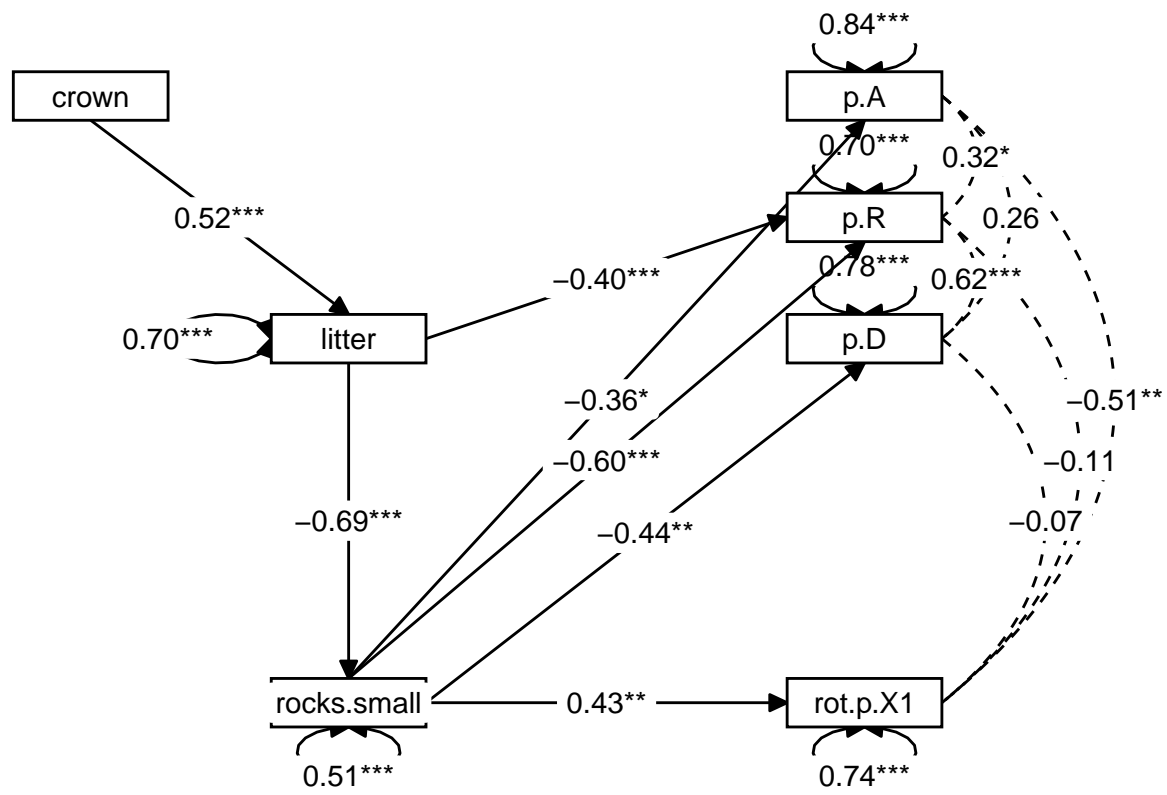 0.84***
crown
p.A
0.70***
0.32*
0.52***
p.R
0.26
0.78***
−0.40***
0.62***
0.70***
litter
p.D
−0.36*
−0.51**
−0.60***
−0.11
−0.69***
−0.44**
−0.07
rocks.small
0.43**
rot.p.X1
0.51***
0.74***